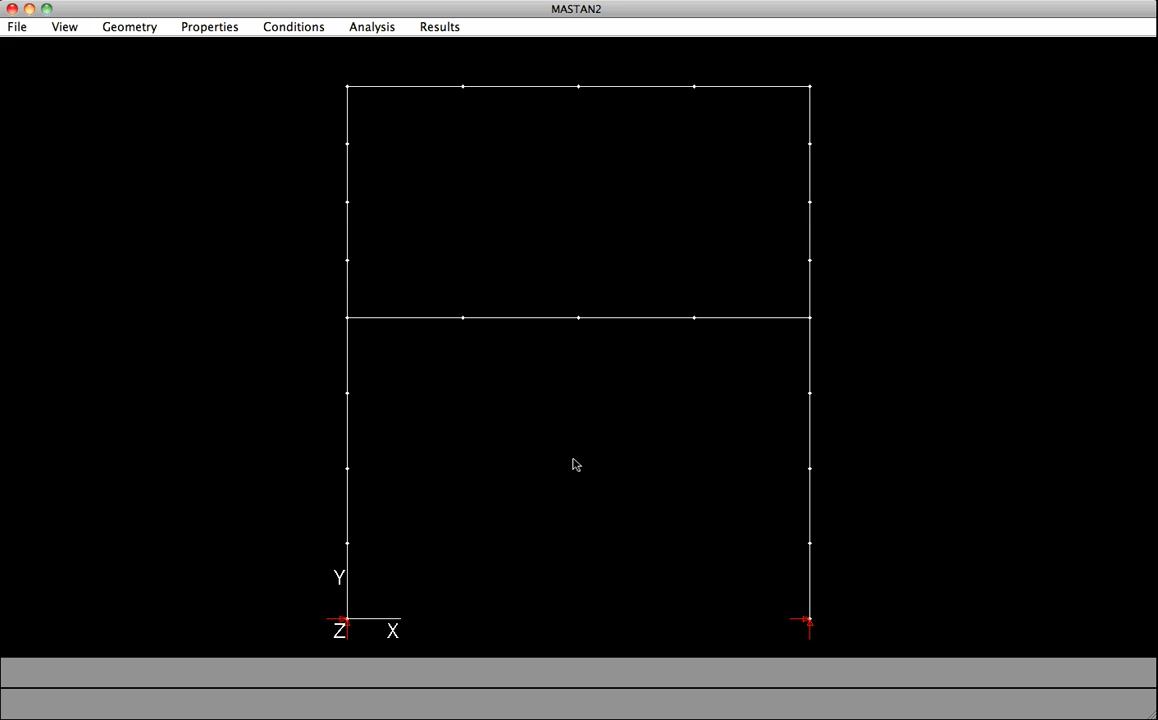 MASTAN2
File View Geometry Properties Conditions Analysis Results
Y
Z X